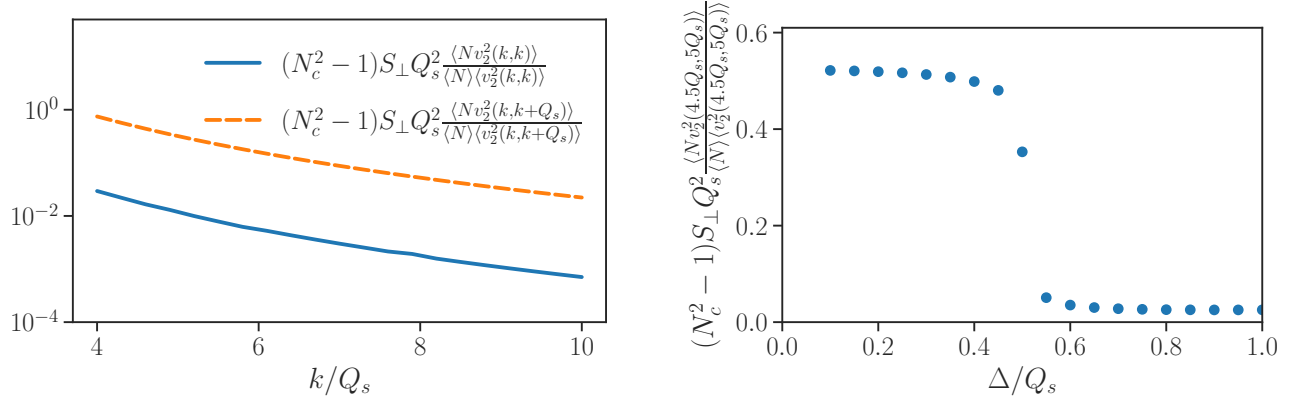 $(N_c^2 - 1) S_\perp Q_s^2 \frac{\langle N v_2^2(k,k)\rangle}{\langle N\rangle\langle v_2^2(k,k)\rangle}$
$(N_c^2 - 1) S_\perp Q_s^2 \frac{\langle N v_2^2(k,k+Q_s)\rangle}{\langle N\rangle\langle v_2^2(k,k+Q_s)\rangle}$
$10^0$
$10^{-2}$
$10^{-4}$
4 6 8 10
$k/Q_s$
$(N_c^2 - 1) S_\perp Q_s^2 \frac{\langle N v_2^2(4.5Q_s,5Q_s)\rangle}{\langle N\rangle\langle v_2^2(4.5Q_s,5Q_s)\rangle}$
0.6
0.4
0.2
0.0
0.0 0.2 0.4 0.6 0.8 1.0
$\Delta/Q_s$